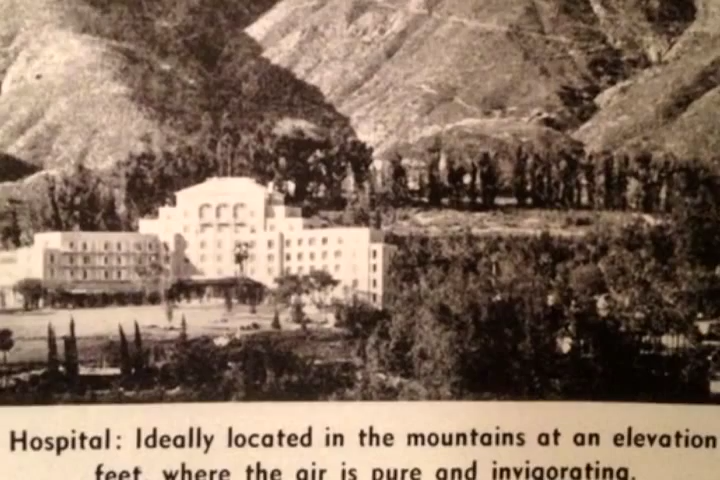 Hospital: Ideally located in the mountains at an elevation
feet, where the air is pure and invigorating.